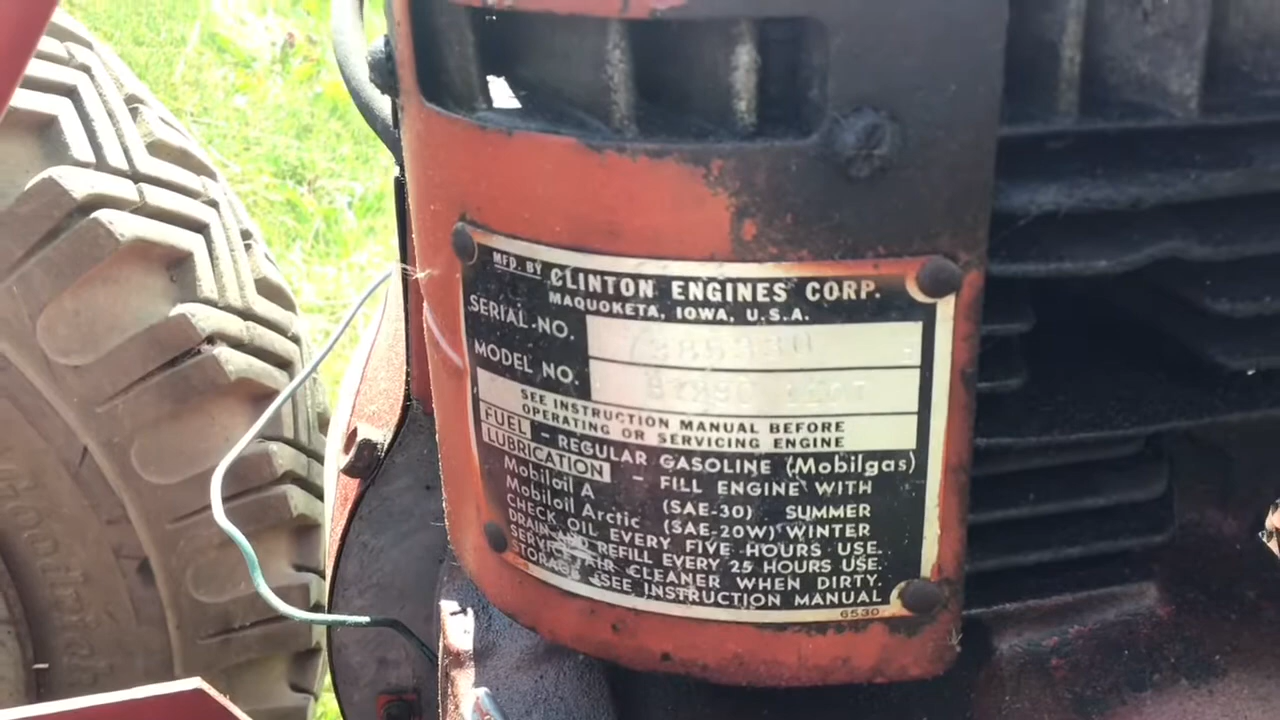 MFD. BY CLINTON ENGINES CORP.
MAQUOKETA, IOWA, U.S.A.
SERIAL NO.
MODEL NO.
SEE INSTRUCTION MANUAL BEFORE
OPERATING OR SERVICING ENGINE
FUEL - REGULAR GASOLINE (Mobilgas)
LUBRICATION - FILL ENGINE WITH
Mobiloil A (SAE-30) SUMMER
Mobiloil Arctic (SAE-20W) WINTER
CHECK OIL EVERY FIVE HOURS USE.
DRAIN AND REFILL EVERY 25 HOURS USE.
SERVICE AIR CLEANER WHEN DIRTY.
STORAGE (SEE INSTRUCTION MANUAL
6530